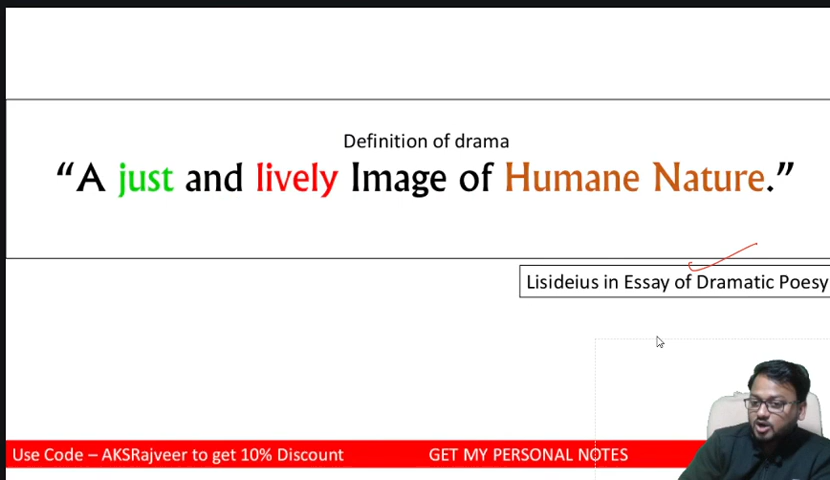 Definition of drama
“A just and lively Image of Humane Nature.”
Lisideius in Essay of Dramatic Poesy
Use Code – AKSRajveer to get 10% Discount
GET MY PERSONAL NOTES